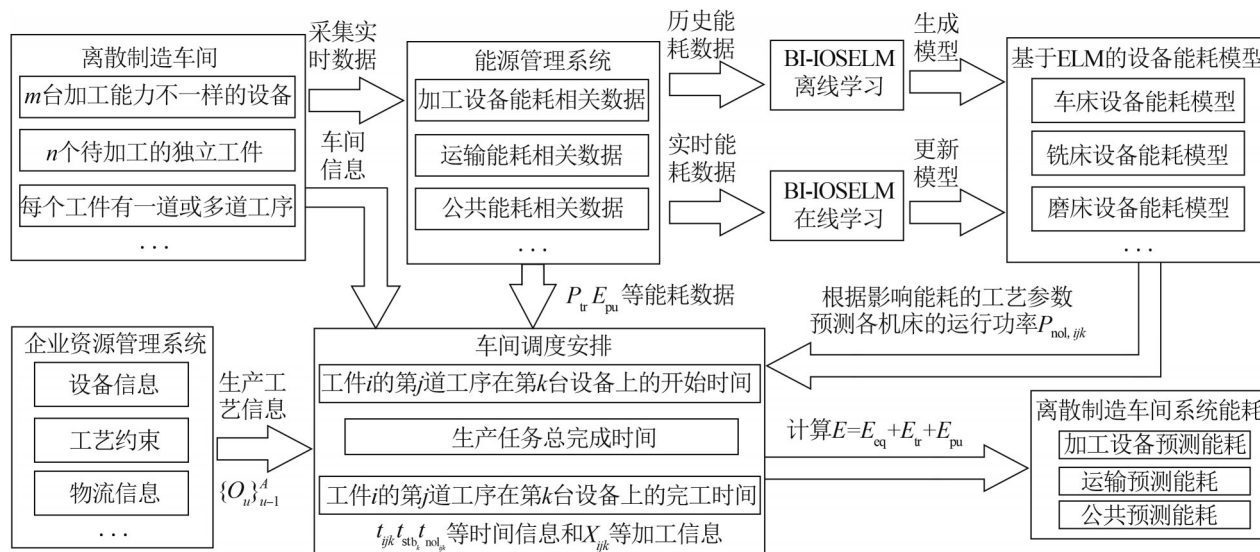 离散制造车间
m台加工能力不一样的设备
n个待加工的独立工件
每个工件有一道或多道工序
...
采集实
时数据
车间
信息
能源管理系统
加工设备能耗相关数据
运输能耗相关数据
公共能耗相关数据
...
历史能
耗数据
实时能
耗数据
BI-IOSELM
离线学习
BI-IOSELM
在线学习
生成
模型
更新
模型
基于ELM的设备能耗模型
车床设备能耗模型
铣床设备能耗模型
磨床设备能耗模型
...
P_tr E_pu 等能耗数据
根据影响能耗的工艺参数
预测各机床的运行功率P_nol, ijk
企业资源管理系统
设备信息
工艺约束
物流信息
...
生产工
艺信息
{O_u}^A_u-1
车间调度安排
工件i的第j道工序在第k台设备上的开始时间
生产任务总完成时间
工件i的第j道工序在第k台设备上的完工时间
t_ijk t_stb_k t_nol_ijk 等时间信息和X_ijk等加工信息
计算E=E_eq+E_tr+E_pu
离散制造车间系统能耗
加工设备预测能耗
运输预测能耗
公共预测能耗